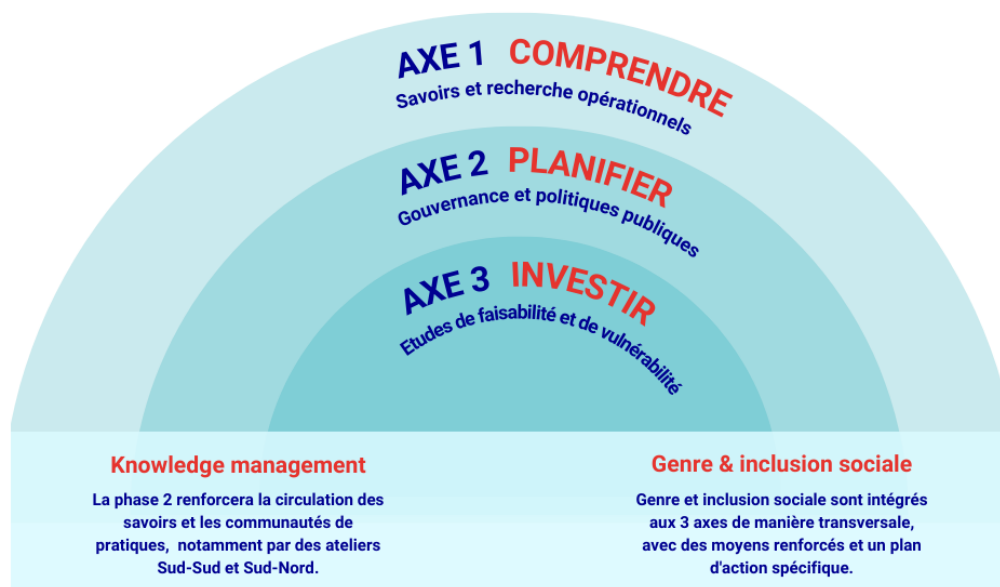 AXE 1 COMPRENDRE
Savoirs et recherche opérationnels
AXE 2 PLANIFIER
Gouvernance et politiques publiques
AXE 3 INVESTIR
Etudes de faisabilité et de vulnérabilité
Knowledge management
La phase 2 renforcera la circulation des
savoirs et les communautés de
pratiques, notamment par des ateliers
Sud-Sud et Sud-Nord.
Genre & inclusion sociale
Genre et inclusion sociale sont intégrés
aux 3 axes de manière transversale,
avec des moyens renforcés et un plan
d'action spécifique.